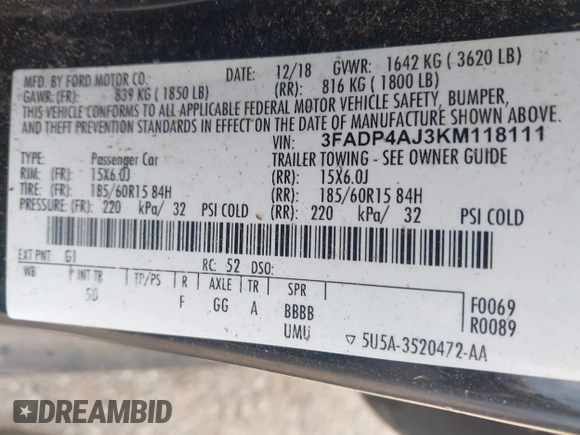 MFD. BY FORD MOTOR CO. DATE: 12/18 GVWR: 1642 KG ( 3620 LB)
GAWR: (FR) 839 KG ( 1850 LB) (RR): 816 KG ( 1800 LB)
THIS VEHICLE CONFORMS TO ALL APPLICABLE FEDERAL MOTOR VEHICLE SAFETY, BUMPER,
AND THEFT PREVENTION STANDARDS IN EFFECT ON THE DATE OF MANUFACTURE SHOWN ABOVE.
VIN: 3FADP4AJ3KM118111
TYPE: Passenger Car TRAILER TOWING - SEE OWNER GUIDE
RIM: (FR) 15X6.0J (RR): 15X6.0J
TIRE: (FR) 185/60R15 84H (RR): 185/60R15 84H
PRESSURE: (FR) 220 kPa/ 32 PSI COLD (RR): 220 kPa/ 32 PSI COLD
EXT PNT: G1 RC: 52 DSO:
WB INT TR TP/PS R AXLE TR SPR F0069
5D F GG A BBBB R0089
UMU ▽ 5U5A-3520472-AA
DREAMBID